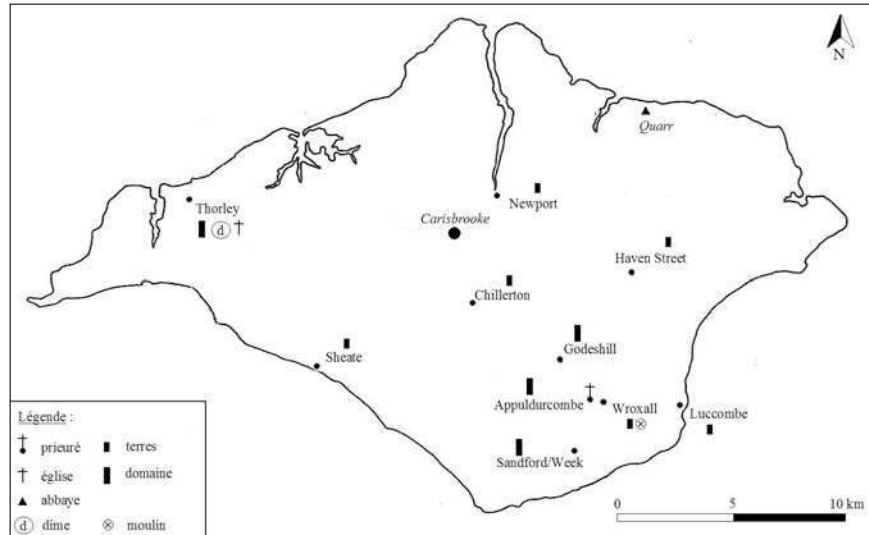 N
Quarr
Thorley
d
Newport
Carisbrooke
Haven Street
Chillerton
Godeshill
Sheate
Appuldurcombe
Wroxall
Luccombe
Sandford/Week
Légende :
prieuré
terres
église
domaine
abbaye
d
dîme
moulin
0 5 10 km